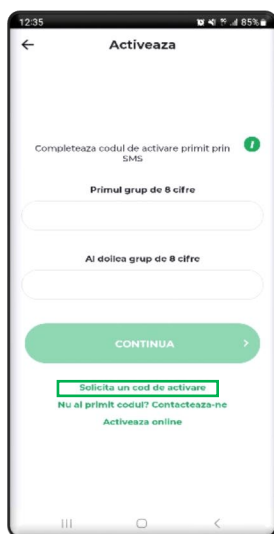 12:35 85%
Activeaza
Completeaza codul de activare primit prin
SMS
Primul grup de 8 cifre
Al doilea grup de 8 cifre
CONTINUA
Solicita un cod de activare
Nu ai primit codul? Contacteaza-ne
Activeaza online